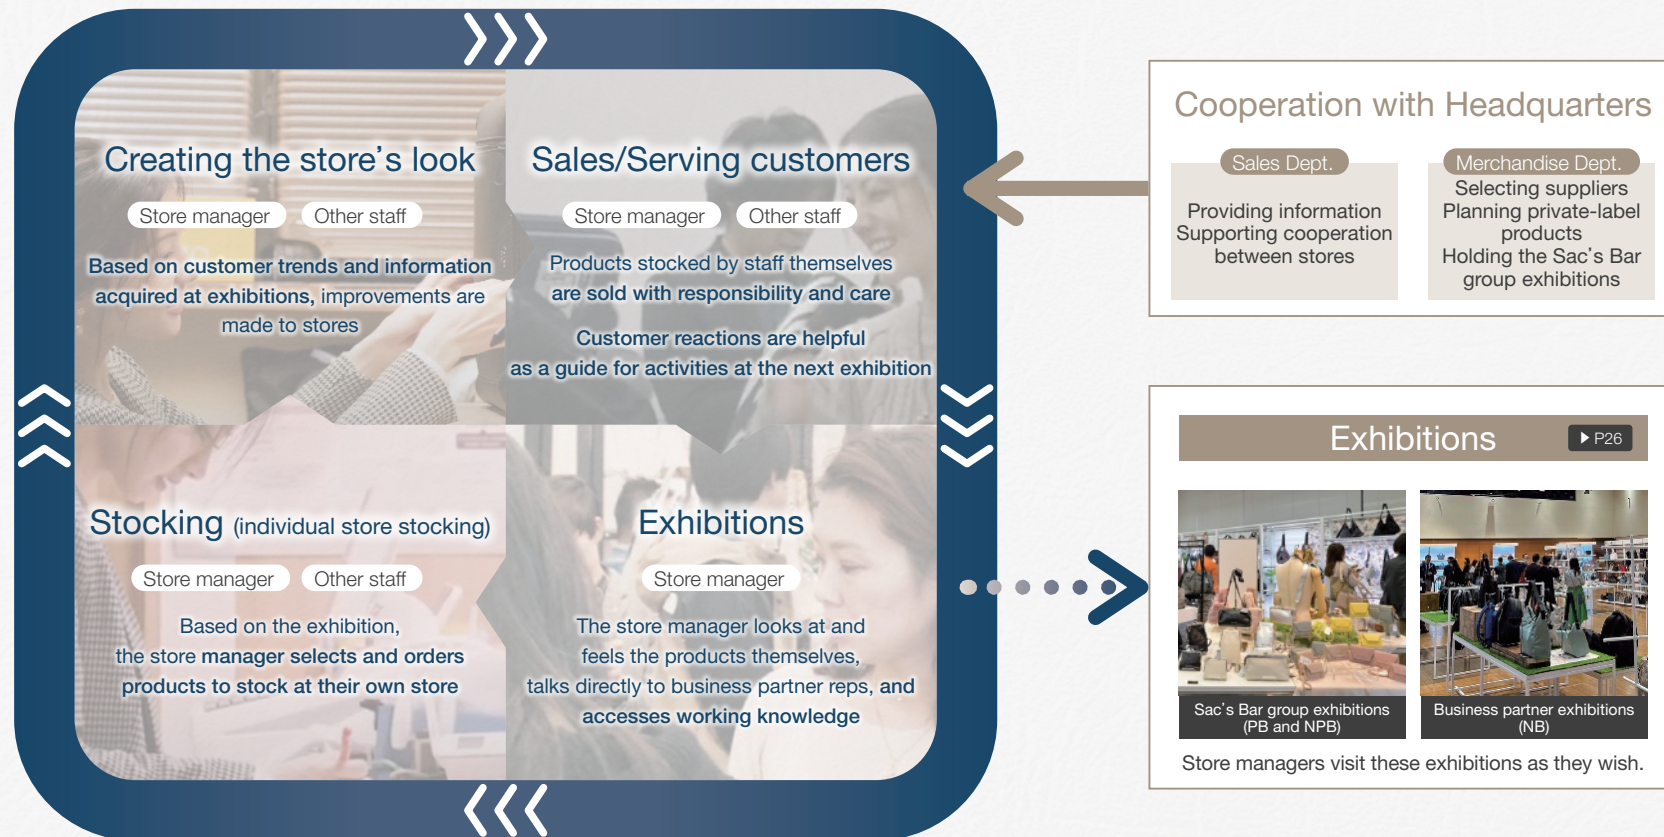 Creating the store's look
Store manager
Other staff
Based on customer trends and information
acquired at exhibitions, improvements are
made to stores
Sales/Serving customers
Store manager
Other staff
Products stocked by staff themselves
are sold with responsibility and care
Customer reactions are helpful
as a guide for activities at the next exhibition
Stocking (individual store stocking)
Store manager
Other staff
Based on the exhibition,
the store manager selects and orders
products to stock at their own store
Exhibitions
Store manager
The store manager looks at and
feels the products themselves,
talks directly to business partner reps, and
accesses working knowledge
Cooperation with Headquarters
Sales Dept.
Providing information
Supporting cooperation
between stores
Merchandise Dept.
Selecting suppliers
Planning private-label
products
Holding the Sac's Bar
group exhibitions
Exhibitions
▶ P26
Sac's Bar group exhibitions
(PB and NPB)
Business partner exhibitions
(NB)
Store managers visit these exhibitions as they wish.